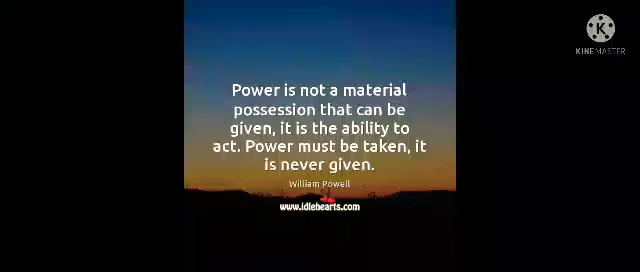 KINEMASTER
Power is not a material
possession that can be
given, it is the ability to
act. Power must be taken, it
is never given.
William Powell
www.idlehearts.com